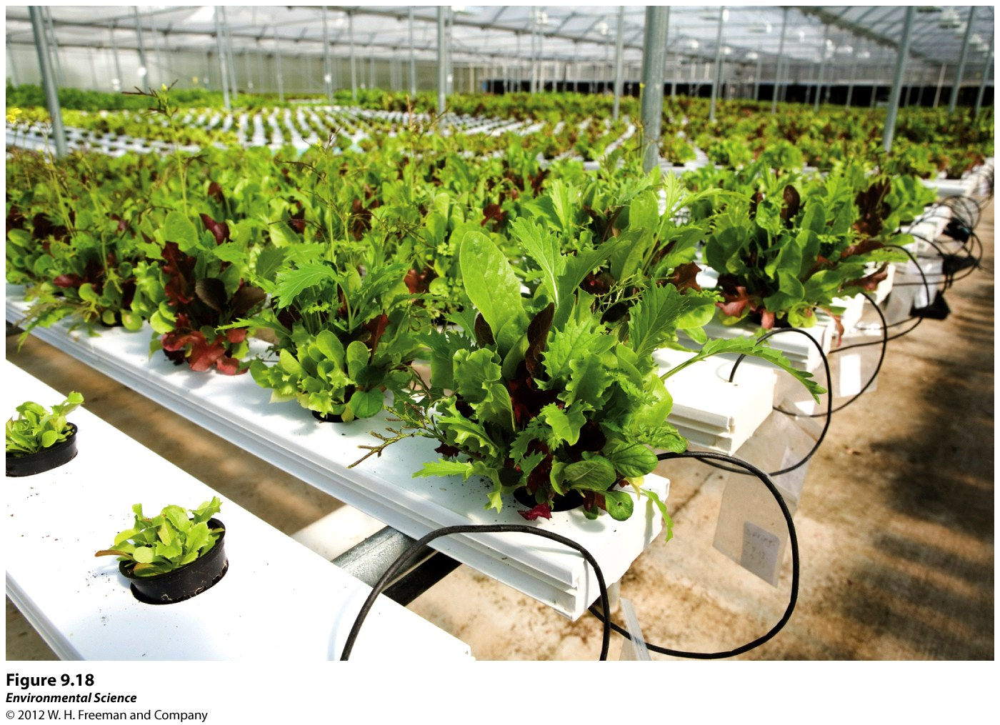 Figure 9.18
Environmental Science
© 2012 W. H. Freeman and Company